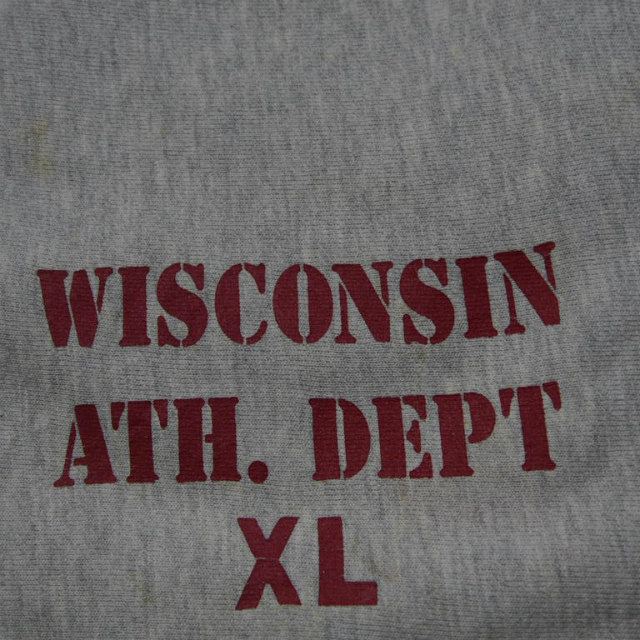 WISCONSIN
ATH. DEPT
XL